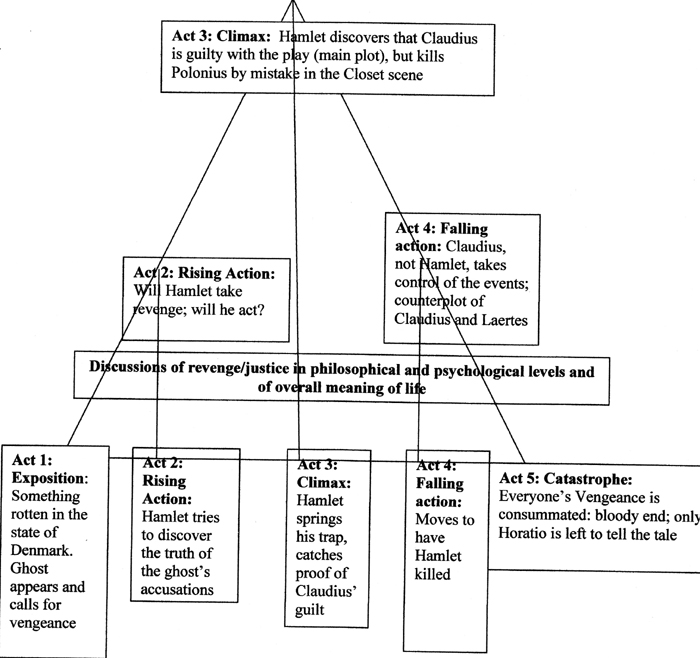 Act 3: Climax: Hamlet discovers that Claudius
is guilty with the play (main plot), but kills
Polonius by mistake in the Closet scene
Act 4: Falling
action: Claudius,
not Hamlet, takes
control of the events;
counterplot of
Claudius and Laertes
Act 2: Rising Action:
Will Hamlet take
revenge; will he act?
Discussions of revenge/justice in philosophical and psychological levels and
of overall meaning of life
Act 1:
Exposition:
Something
rotten in the
state of
Denmark.
Ghost
appears and
calls for
vengeance
Act 2:
Rising
Action:
Hamlet tries
to discover
the truth of
the ghost's
accusations
Act 3:
Climax:
Hamlet
springs
his trap,
catches
proof of
Claudius'
guilt
Act 4:
Falling
action:
Moves to
have
Hamlet
killed
Act 5: Catastrophe:
Everyone's Vengeance is
consummated: bloody end; only
Horatio is left to tell the tale